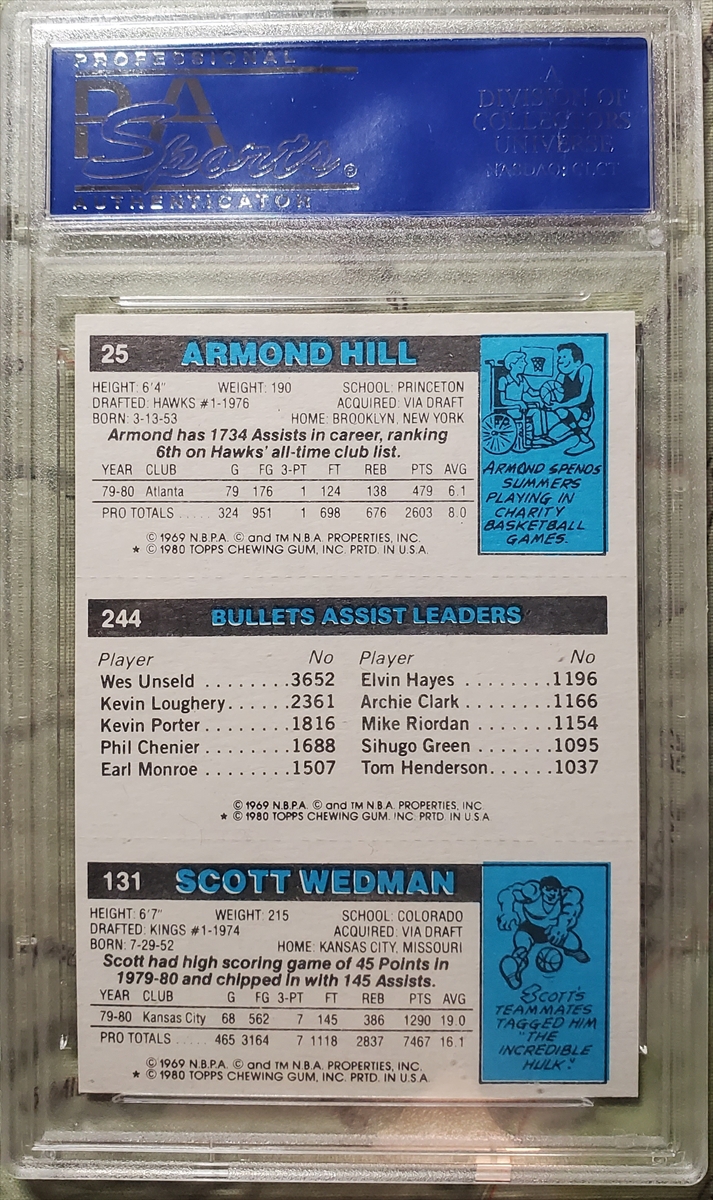 PROFESSIONAL
PSA
Sports®
AUTHENTICATOR
A
DIVISION OF
COLLECTORS
UNIVERSE
NASDAQ: CLCT
25 ARMOND HILL
HEIGHT: 6'4" WEIGHT: 190 SCHOOL: PRINCETON
DRAFTED: HAWKS #1-1976 ACQUIRED: VIA DRAFT
BORN: 3-13-53 HOME: BROOKLYN, NEW YORK
Armond has 1734 Assists in career, ranking
6th on Hawks' all-time club list.
YEAR CLUB G FG 3-PT FT REB PTS AVG
79-80 Atlanta 79 176 1 124 138 479 6.1
PRO TOTALS ..... 324 951 1 698 676 2603 8.0
© 1969 N.B.P.A. © and TM N.B.A. PROPERTIES, INC.
★ © 1980 TOPPS CHEWING GUM, INC. PRTD. IN U.S.A.
ARMOND SPENDS
SUMMERS
PLAYING IN
CHARITY
BASKETBALL
GAMES.
244 BULLETS ASSIST LEADERS
Player No Player No
Wes Unseld ........3652 Elvin Hayes ........1196
Kevin Loughery......2361 Archie Clark ........1166
Kevin Porter ........1816 Mike Riordan ........1154
Phil Chenier ........1688 Sihugo Green ........1095
Earl Monroe ........1507 Tom Henderson......1037
© 1969 N.B.P.A. © and TM N.B.A. PROPERTIES, INC
★ © 1980 TOPPS CHEWING GUM, INC. PRTD. IN U.S.A
131 SCOTT WEDMAN
HEIGHT: 6'7" WEIGHT: 215 SCHOOL: COLORADO
DRAFTED: KINGS #1-1974 ACQUIRED: VIA DRAFT
BORN: 7-29-52 HOME: KANSAS CITY, MISSOURI
Scott had high scoring game of 45 Points in
1979-80 and chipped in with 145 Assists.
YEAR CLUB G FG 3-PT FT REB PTS AVG
79-80 Kansas City 68 562 7 145 386 1290 19.0
PRO TOTALS ..... 465 3164 7 1118 2837 7467 16.1
© 1969 N.B.P.A. © and TM N.B.A. PROPERTIES, INC.
★ © 1980 TOPPS CHEWING GUM, INC. PRTD. IN U.S.A.
SCOTT'S
TEAMMATES
TAGGED HIM
"THE
INCREDIBLE
HULK".